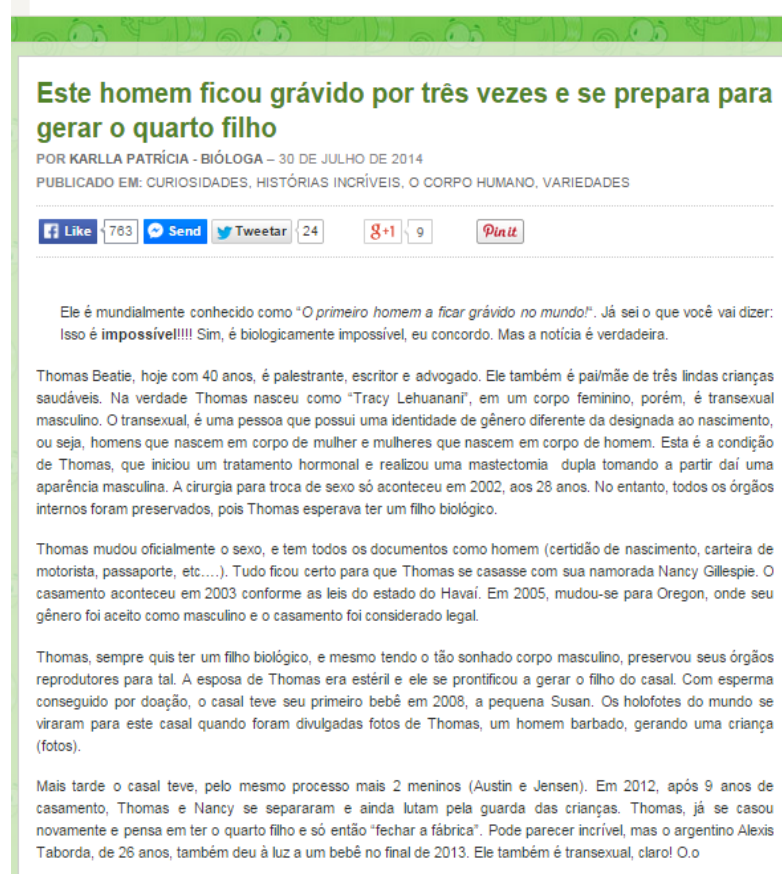 Este homem ficou grávido por três vezes e se prepara para
gerar o quarto filho
POR KARLLA PATRÍCIA - BIÓLOGA – 30 DE JULHO DE 2014
PUBLICADO EM: CURIOSIDADES, HISTÓRIAS INCRÍVEIS, O CORPO HUMANO, VARIEDADES
Like 763 Send Tweetar 24 g+1 9 Pinit
Ele é mundialmente conhecido como “O primeiro homem a ficar grávido no mundo!“. Já sei o que você vai dizer:
Isso é impossível!!!! Sim, é biologicamente impossível, eu concordo. Mas a notícia é verdadeira.
Thomas Beatie, hoje com 40 anos, é palestrante, escritor e advogado. Ele também é pai/mãe de três lindas crianças
saudáveis. Na verdade Thomas nasceu como “Tracy Lehuanani”, em um corpo feminino, porém, é transexual
masculino. O transexual, é uma pessoa que possui uma identidade de gênero diferente da designada ao nascimento,
ou seja, homens que nascem em corpo de mulher e mulheres que nascem em corpo de homem. Esta é a condição
de Thomas, que iniciou um tratamento hormonal e realizou uma mastectomia dupla tomando a partir daí uma
aparência masculina. A cirurgia para troca de sexo só aconteceu em 2002, aos 28 anos. No entanto, todos os órgãos
internos foram preservados, pois Thomas esperava ter um filho biológico.
Thomas mudou oficialmente o sexo, e tem todos os documentos como homem (certidão de nascimento, carteira de
motorista, passaporte, etc….). Tudo ficou certo para que Thomas se casasse com sua namorada Nancy Gillespie. O
casamento aconteceu em 2003 conforme as leis do estado do Havaí. Em 2005, mudou-se para Oregon, onde seu
gênero foi aceito como masculino e o casamento foi considerado legal.
Thomas, sempre quis ter um filho biológico, e mesmo tendo o tão sonhado corpo masculino, preservou seus órgãos
reprodutores para tal. A esposa de Thomas era estéril e ele se prontificou a gerar o filho do casal. Com esperma
conseguido por doação, o casal teve seu primeiro bebê em 2008, a pequena Susan. Os holofotes do mundo se
viraram para este casal quando foram divulgadas fotos de Thomas, um homem barbado, gerando uma criança
(fotos).
Mais tarde o casal teve, pelo mesmo processo mais 2 meninos (Austin e Jensen). Em 2012, após 9 anos de
casamento, Thomas e Nancy se separaram e ainda lutam pela guarda das crianças. Thomas, já se casou
novamente e pensa em ter o quarto filho e só então “fechar a fábrica”. Pode parecer incrível, mas o argentino Alexis
Taborda, de 26 anos, também deu à luz a um bebê no final de 2013. Ele também é transexual, claro! O.o